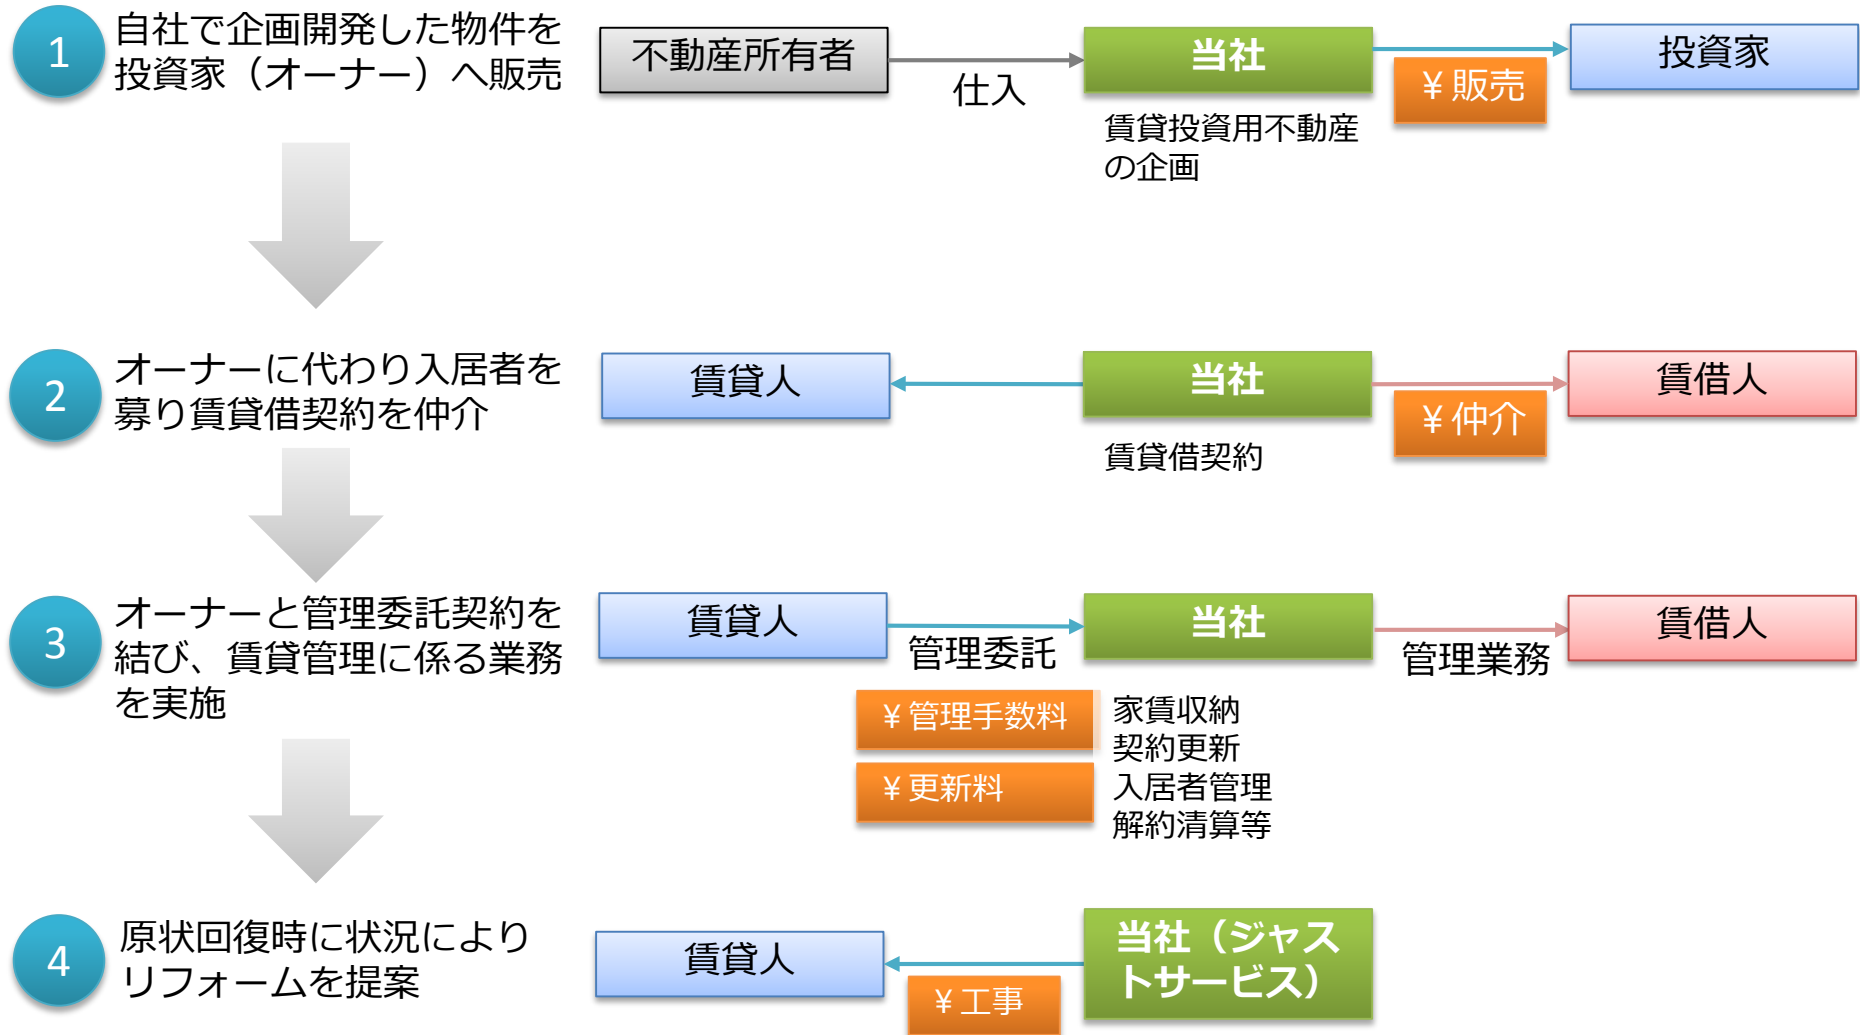 1
自社で企画開発した物件を
投資家（オーナー）へ販売
不動産所有者
仕入
当社
賃貸投資用不動産
の企画
￥販売
投資家
2
オーナーに代わり入居者を
募り賃貸借契約を仲介
賃貸人
当社
賃貸借契約
￥仲介
賃借人
3
オーナーと管理委託契約を
結び、賃貸管理に係る業務
を実施
賃貸人
管理委託
￥管理手数料
￥更新料
当社
家賃収納
契約更新
入居者管理
解約清算等
管理業務
賃借人
4
原状回復時に状況により
リフォームを提案
賃貸人
￥工事
当社（ジャス
トサービス）